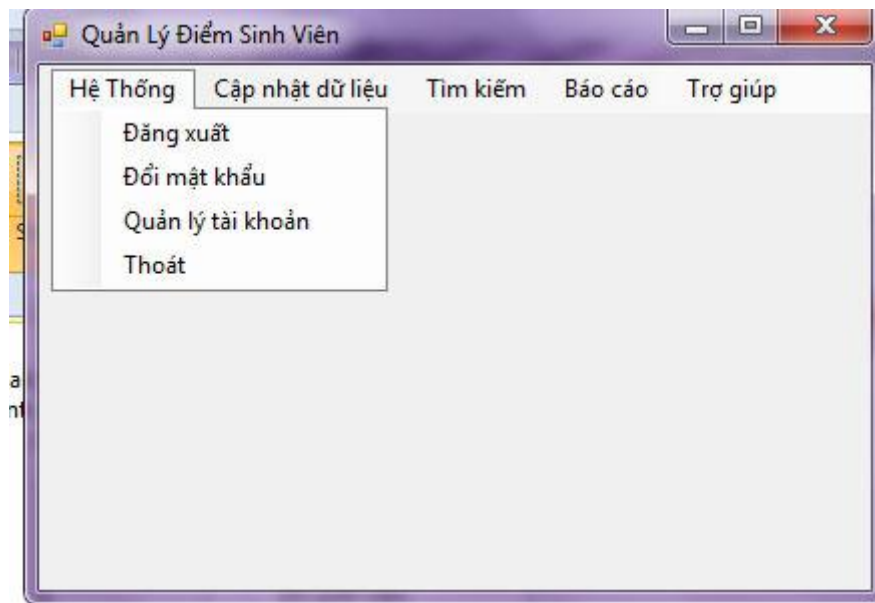 Quản Lý Điểm Sinh Viên
Hệ Thống Cập nhật dữ liệu Tìm kiếm Báo cáo Trợ giúp
Đăng xuất
Đổi mật khẩu
Quản lý tài khoản
Thoát